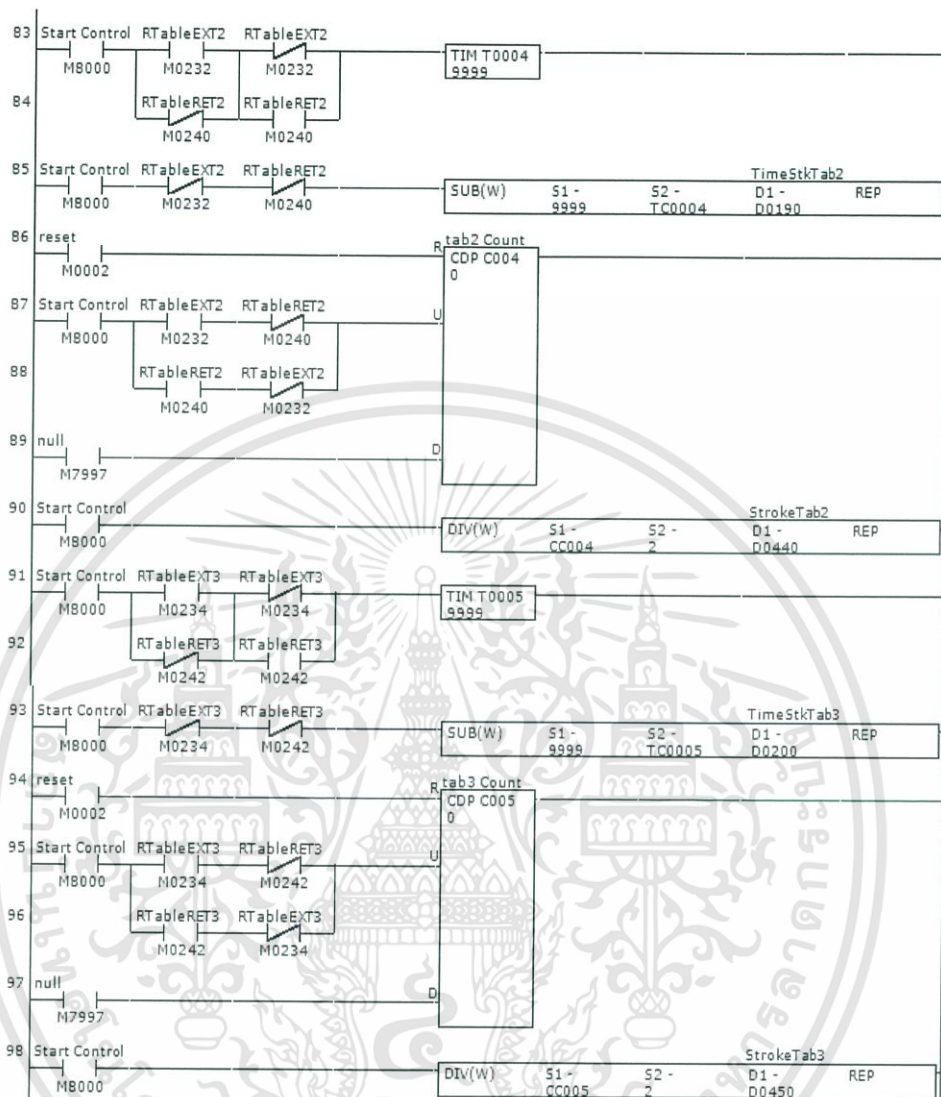 83 Start Control RTableEXT2 RTableEXT2
M8000 M0232 M0232
TIM T0004
9999
84 RTableRET2 RTableRET2
M0240 M0240
85 Start Control RTableEXT2 RTableRET2
M8000 M0232 M0240
TimeStkTab2
SUB(W) S1 - S2 - D1 - REP
9999 TC0004 D0190
86 reset
M0002
R tab2 Count
CDP C004
0
87 Start Control RTableEXT2 RTableRET2 U
M8000 M0232 M0240
88 RTableRET2 RTableEXT2
M0240 M0232
89 null D
M7997
90 Start Control
M8000
StrokeTab2
DIV(W) S1 - S2 - D1 - REP
CC004 2 D0440
91 Start Control RTableEXT3 RTableEXT3
M8000 M0234 M0234
TIM T0005
9999
92 RTableRET3 RTableRET3
M0242 M0242
93 Start Control RTableEXT3 RTableRET3
M8000 M0234 M0242
TimeStkTab3
SUB(W) S1 - S2 - D1 - REP
9999 TC0005 D0200
94 reset
M0002
R tab3 Count
CDP C005
0
95 Start Control RTableEXT3 RTableRET3 U
M8000 M0234 M0242
96 RTableRET3 RTableEXT3
M0242 M0234
97 null D
M7997
98 Start Control
M8000
StrokeTab3
DIV(W) S1 - S2 - D1 - REP
CC005 2 D0450